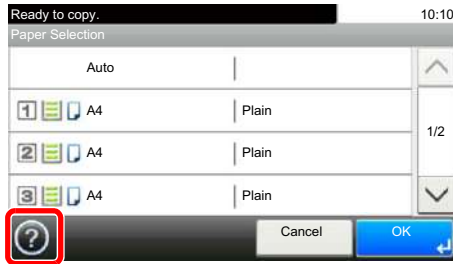 Ready to copy. 10:10
Paper Selection
Auto
1 A4 Plain
1/2
2 A4 Plain
3 A4 Plain
? Cancel OK